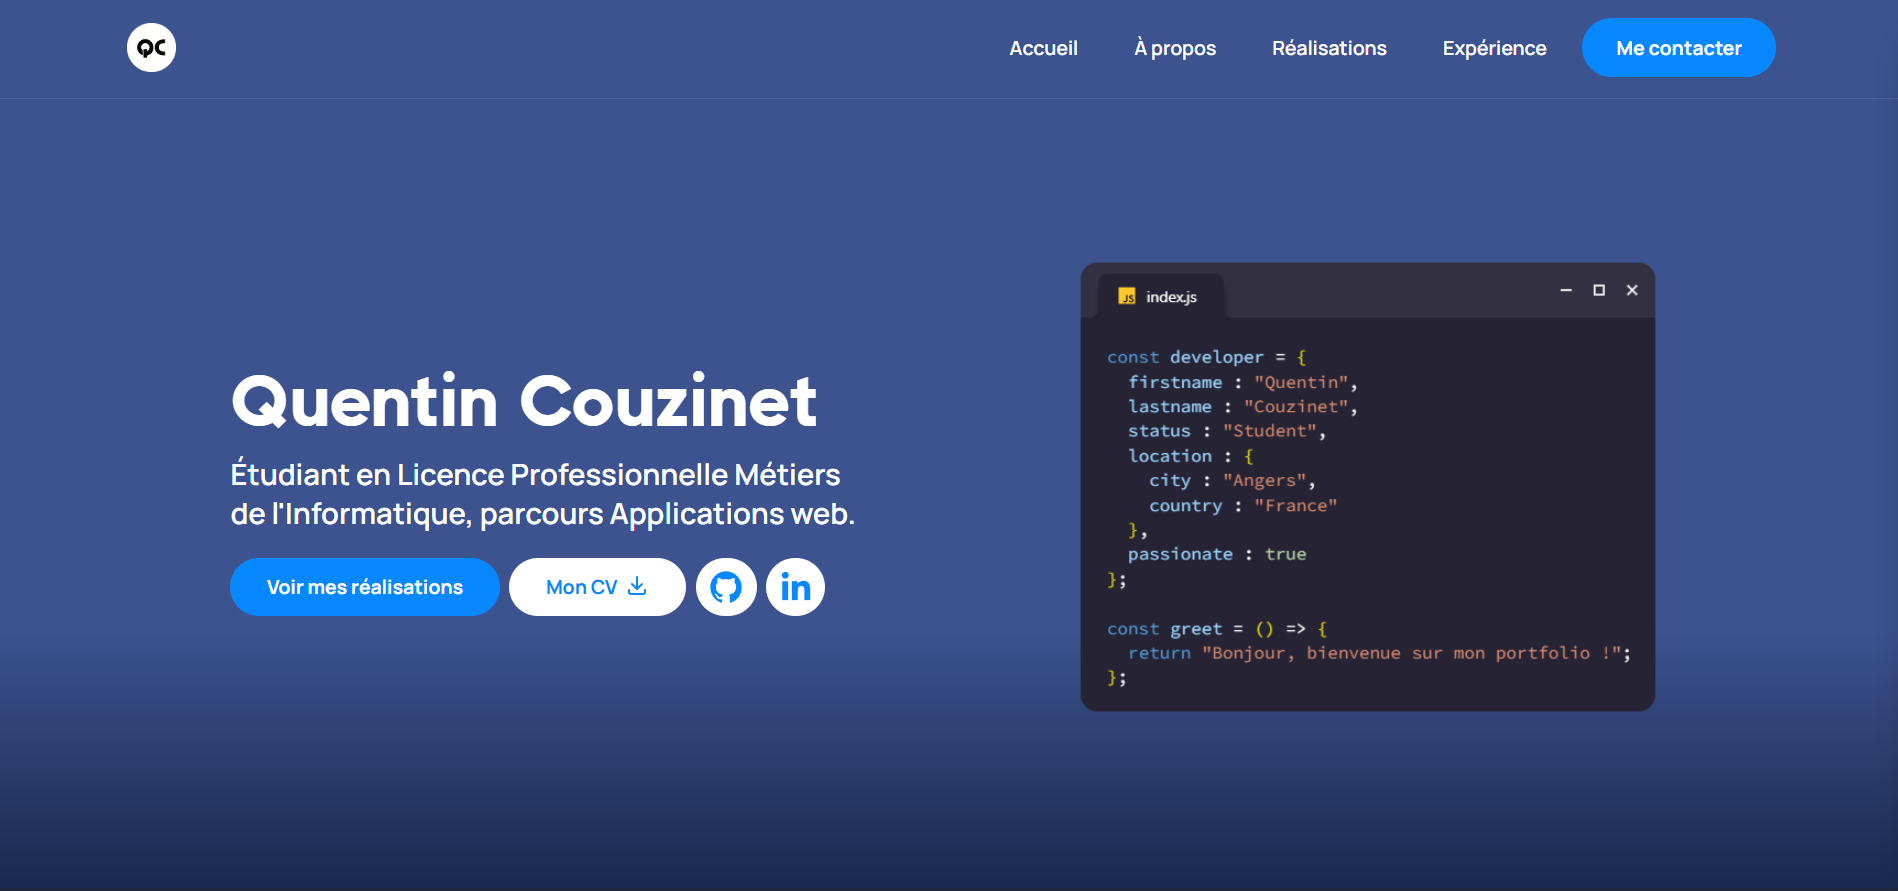 QC
Accueil
À propos
Réalisations
Expérience
Me contacter
Quentin Couzinet
Étudiant en Licence Professionnelle Métiers
de l'Informatique, parcours Applications web.
Voir mes réalisations
Mon CV
in
JS index.js
const developer = {
  firstname : "Quentin",
  lastname : "Couzinet",
  status : "Student",
  location : {
    city : "Angers",
    country : "France"
  },
  passionate : true
};
const greet = () => {
  return "Bonjour, bienvenue sur mon portfolio !";
};